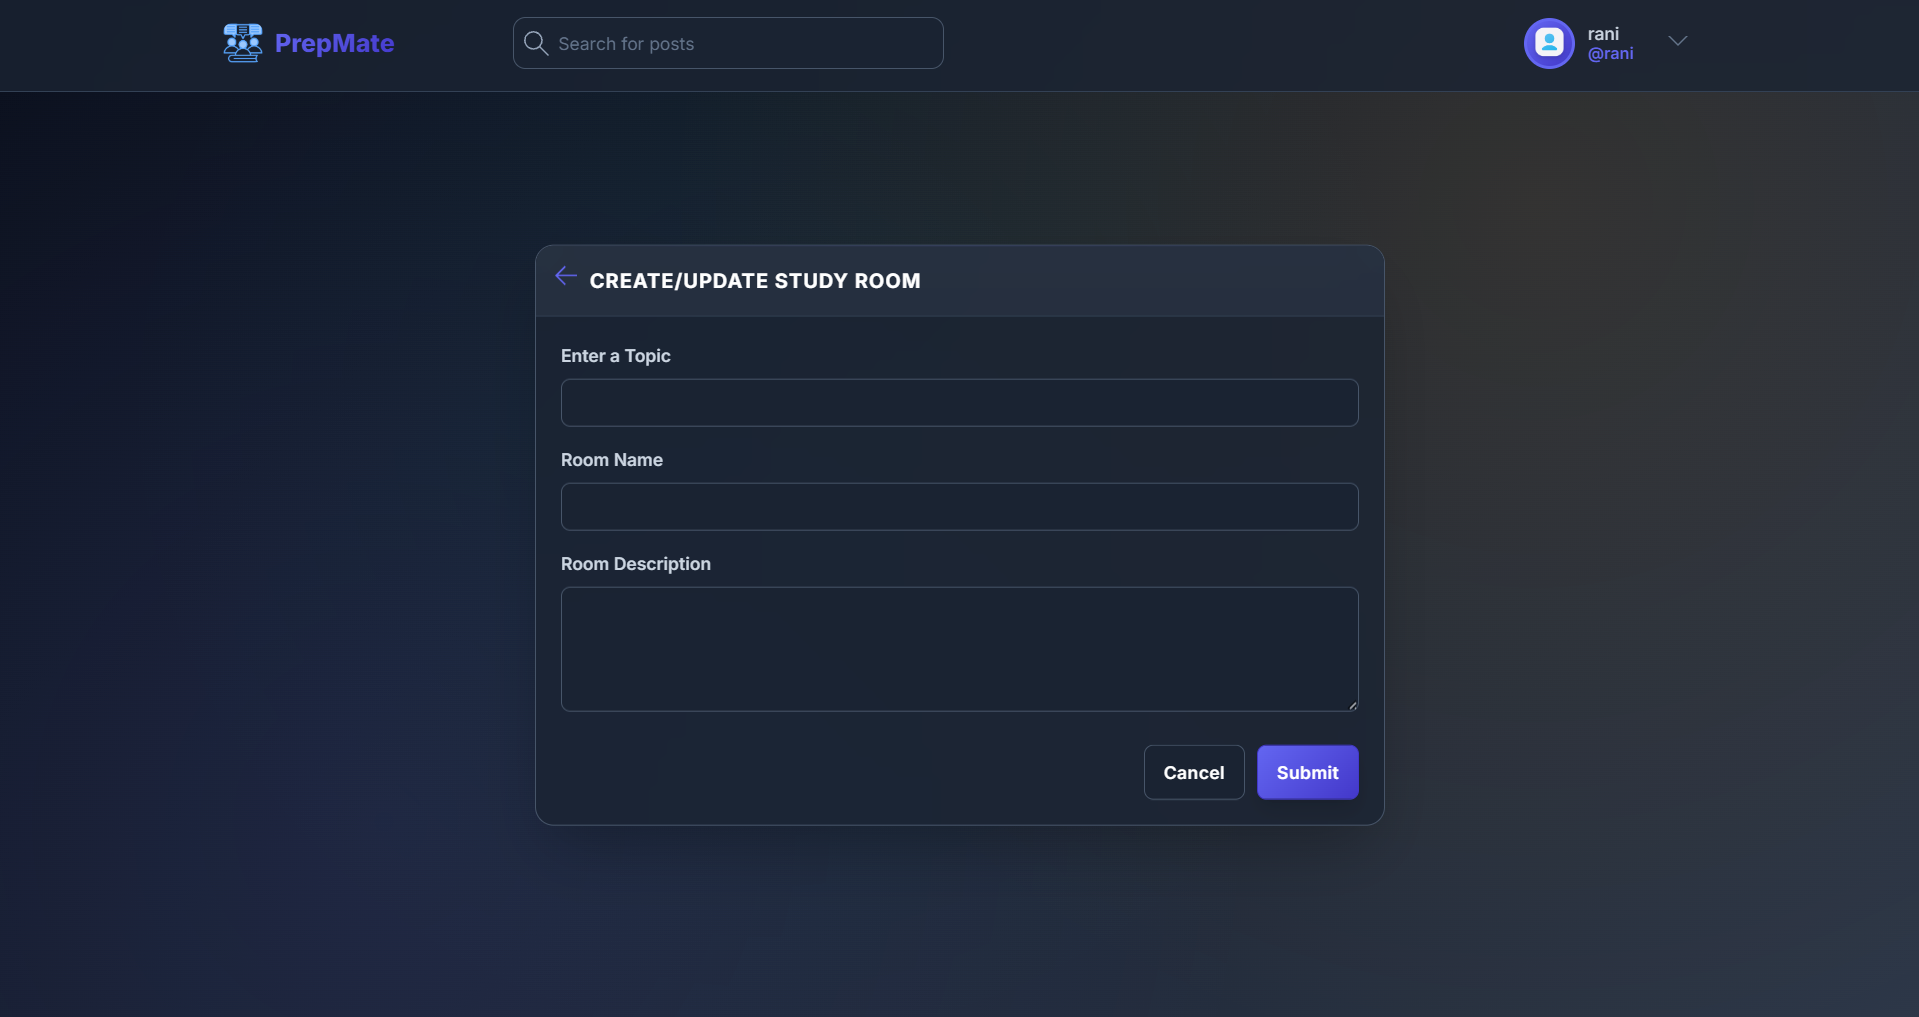 PrepMate
Search for posts
rani
@rani
CREATE/UPDATE STUDY ROOM
Enter a Topic
Room Name
Room Description
Cancel
Submit